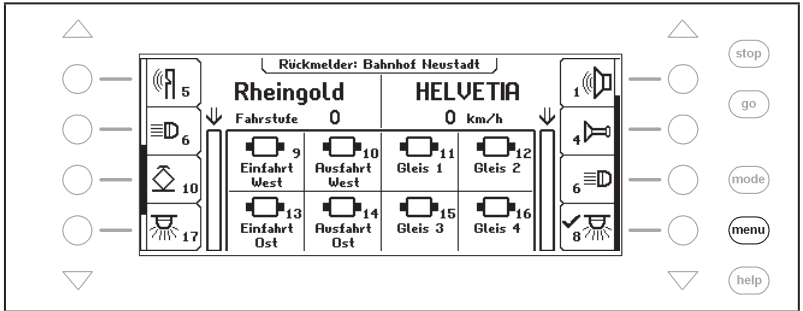 Rückmelder: Bahnhof Neustadt
Rheingold
HELVETIA
Fahrstufe 0
0 km/h
5
6
10
17
9
Einfahrt
West
10
Ausfahrt
West
11
Gleis 1
12
Gleis 2
13
Einfahrt
Ost
14
Ausfahrt
Ost
15
Gleis 3
16
Gleis 4
1
4
6
8
stop
go
mode
menu
help